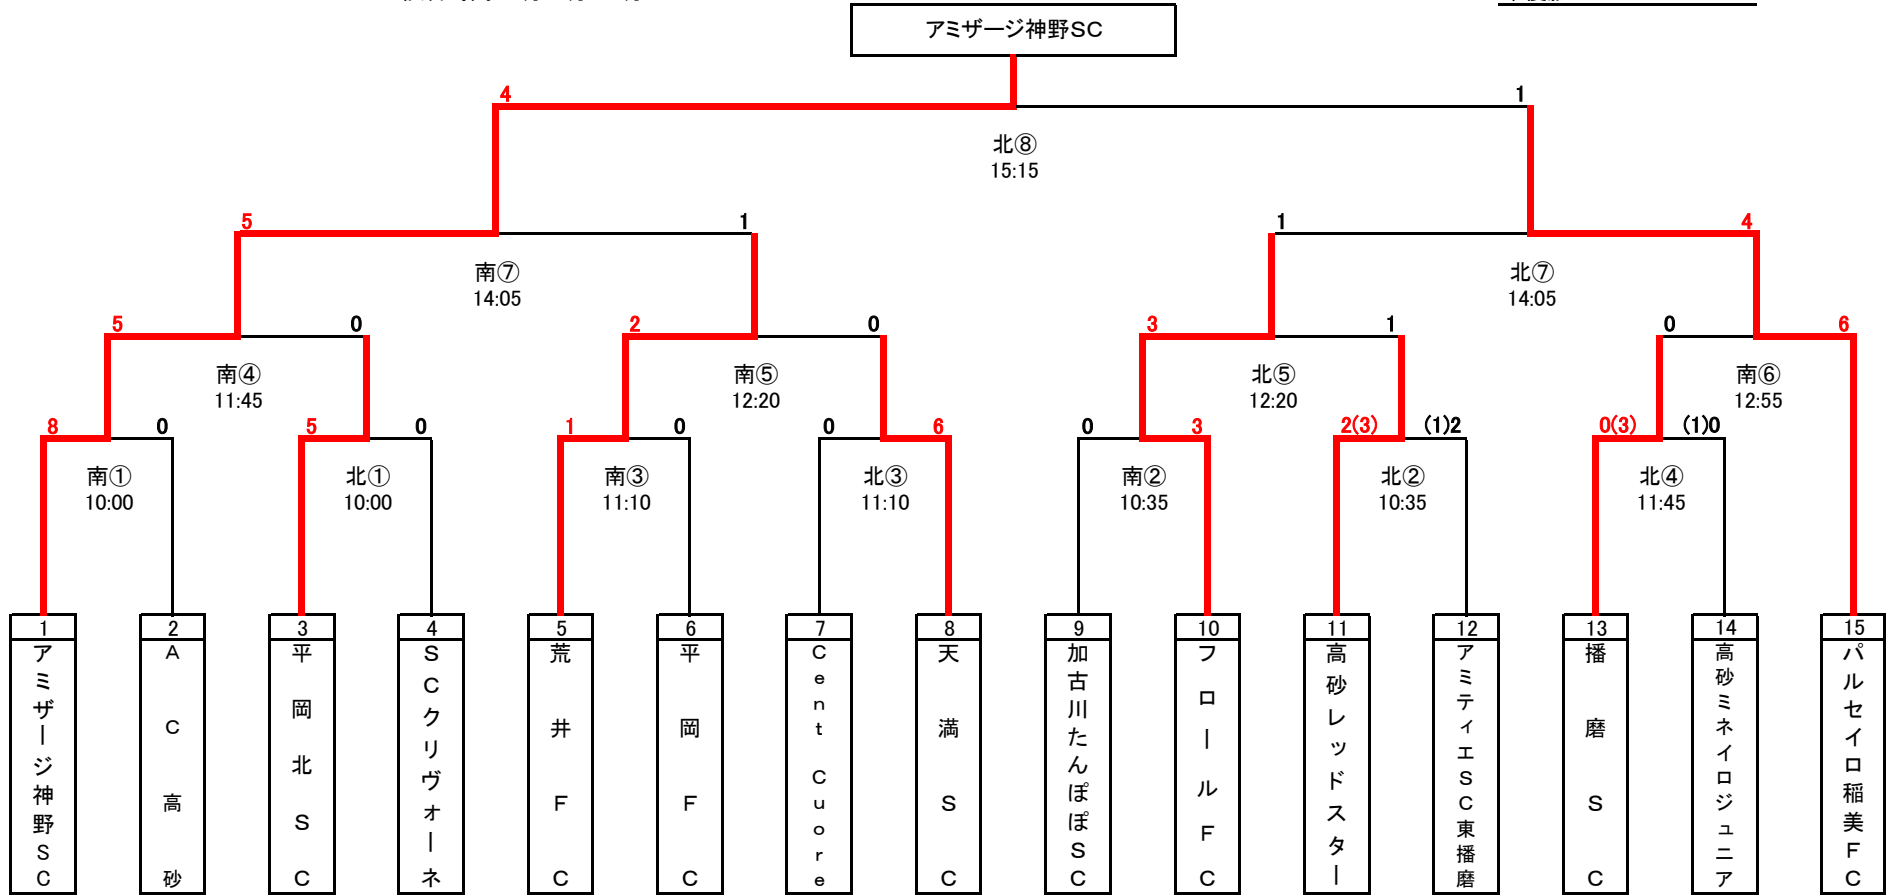 アミザージ神野SC
4
1
北⑧
15:15
5
1
1
4
南⑦
14:05
北⑦
14:05
5
0
2
0
3
1
0
6
南④
11:45
南⑤
12:20
北⑤
12:20
南⑥
12:55
8
0
5
0
1
0
0
6
0
3
2(3)
(1)2
0(3)
(1)0
南①
10:00
北①
10:00
南③
11:10
北③
11:10
南②
10:35
北②
10:35
北④
11:45
1
アミザージ神野SC
2
AC高砂
3
平岡北SC
4
SCクリヴォーネ
5
荒井FC
6
平岡FC
7
Cent Cuore
8
天満SC
9
加古川たんぽぽSC
10
フロールFC
11
高砂レッドスター
12
アミティエSC東播磨
13
播磨SC
14
高砂ミネイロジュニア
15
パルセイロ稲美FC